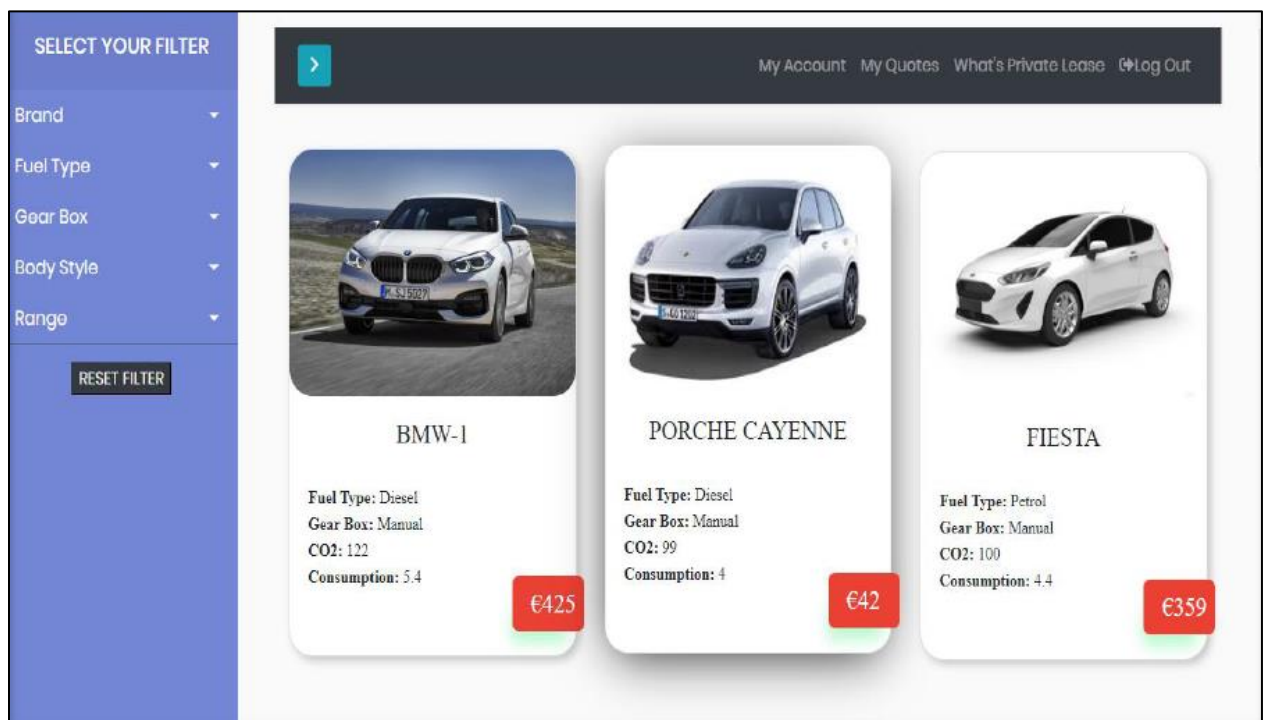 SELECT YOUR FILTER
Brand
Fuel Type
Gear Box
Body Style
Range
RESET FILTER
My Account My Quotes What's Private Lease Log Out
BMW-1
Fuel Type: Diesel
Gear Box: Manual
CO2: 122
Consumption: 5.4
€425
PORCHE CAYENNE
Fuel Type: Diesel
Gear Box: Manual
CO2: 99
Consumption: 4
€42
FIESTA
Fuel Type: Petrol
Gear Box: Manual
CO2: 100
Consumption: 4.4
€359